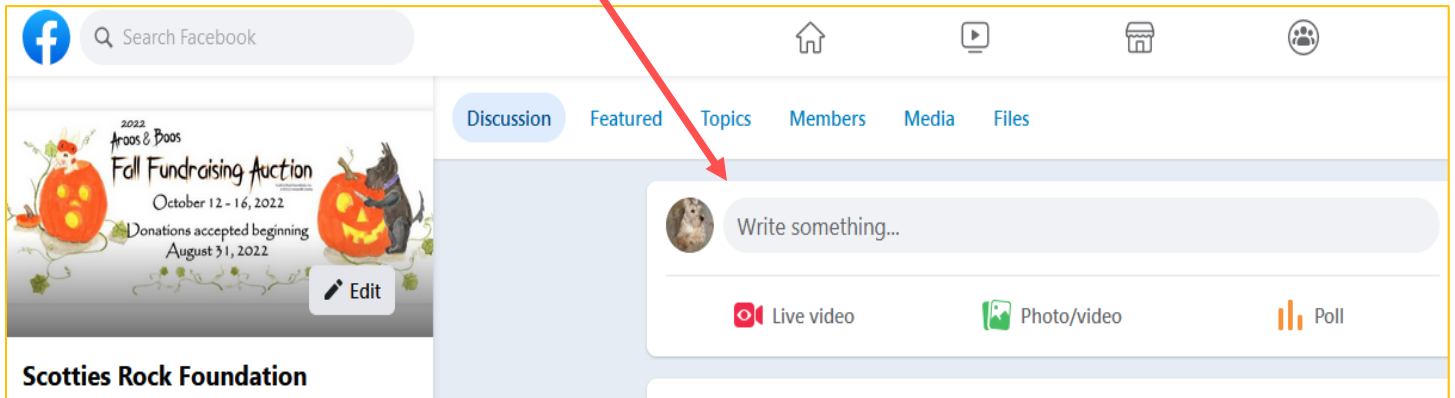 Search Facebook
2022
Aroos & Boos
Fall Fundraising Auction
October 12 - 16, 2022
Donations accepted beginning
August 31, 2022
Edit
Scotties Rock Foundation
Discussion Featured Topics Members Media Files
Write something...
Live video Photo/video Poll